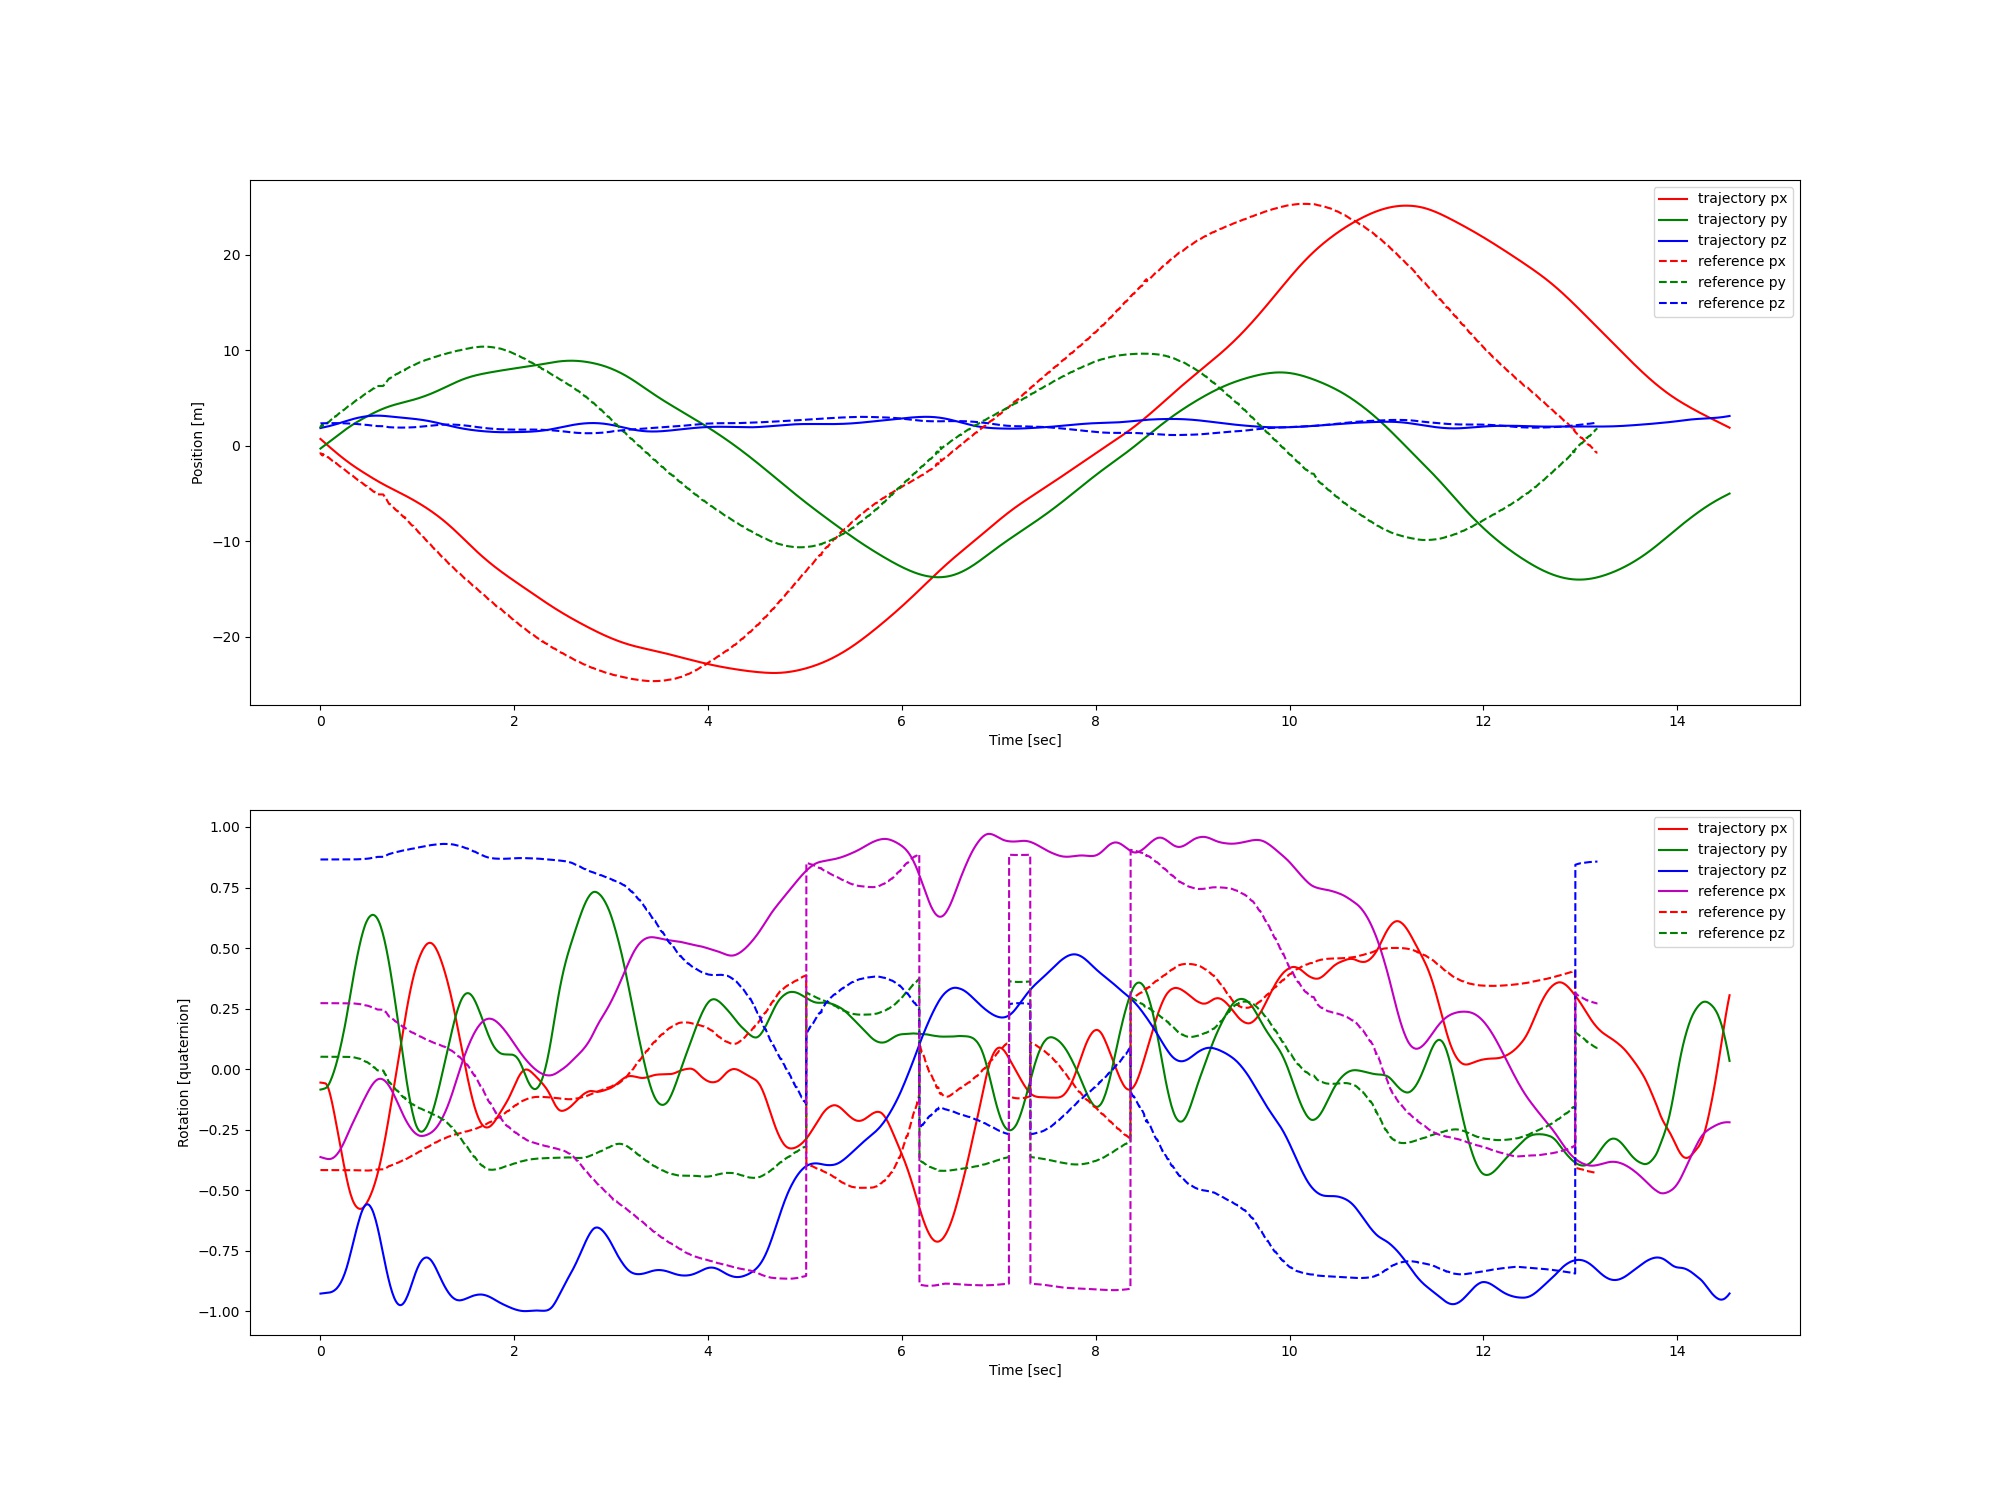 20
10
0
−10
−20
Position [m]
trajectory px
trajectory py
trajectory pz
reference px
reference py
reference pz
0 2 4 6 8 10 12 14
Time [sec]
1.00
0.75
0.50
0.25
0.00
−0.25
−0.50
−0.75
−1.00
Rotation [quaternion]
trajectory px
trajectory py
trajectory pz
reference px
reference py
reference pz
0 2 4 6 8 10 12 14
Time [sec]